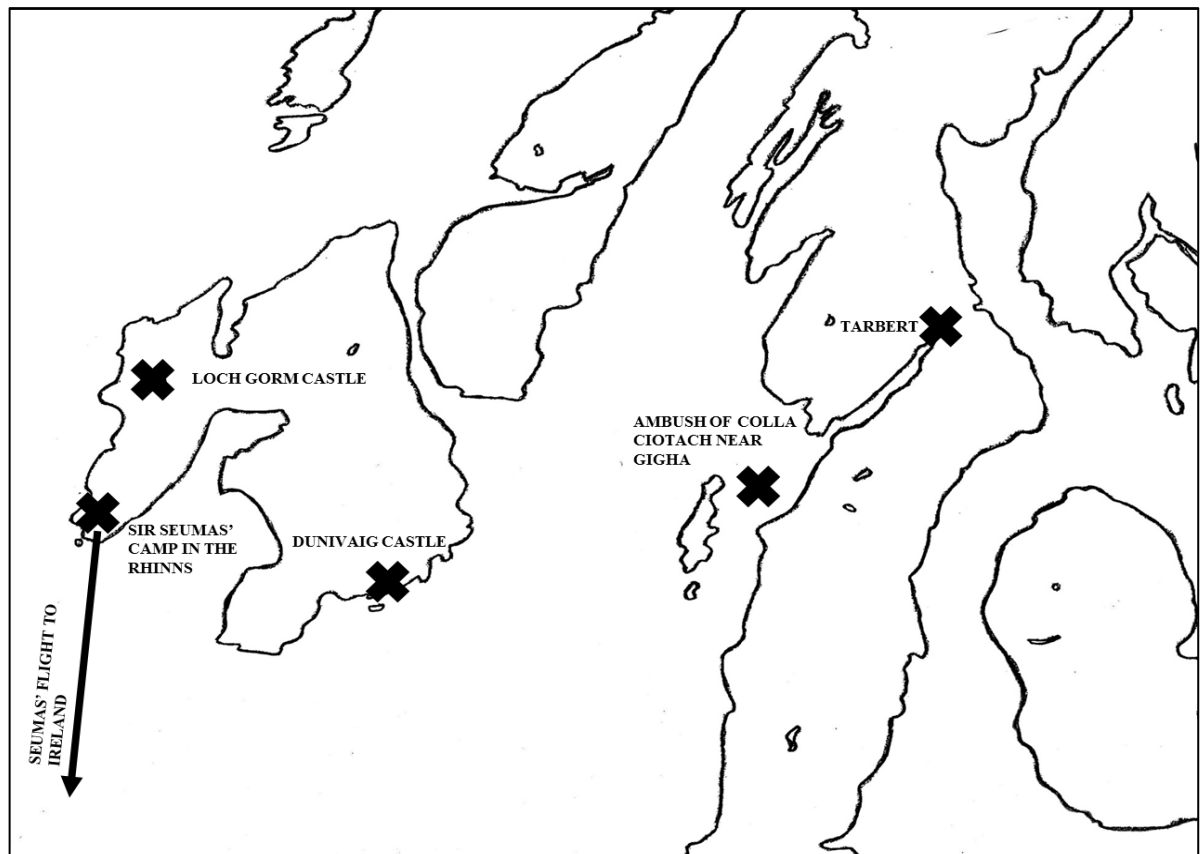 TARBERT
LOCH GORM CASTLE
AMBUSH OF COLLA
CIOTACH NEAR
GIGHA
SIR SEUMAS’
CAMP IN THE
RHINNS
DUNIVAIG CASTLE
SEUMAS’ FLIGHT TO
IRELAND